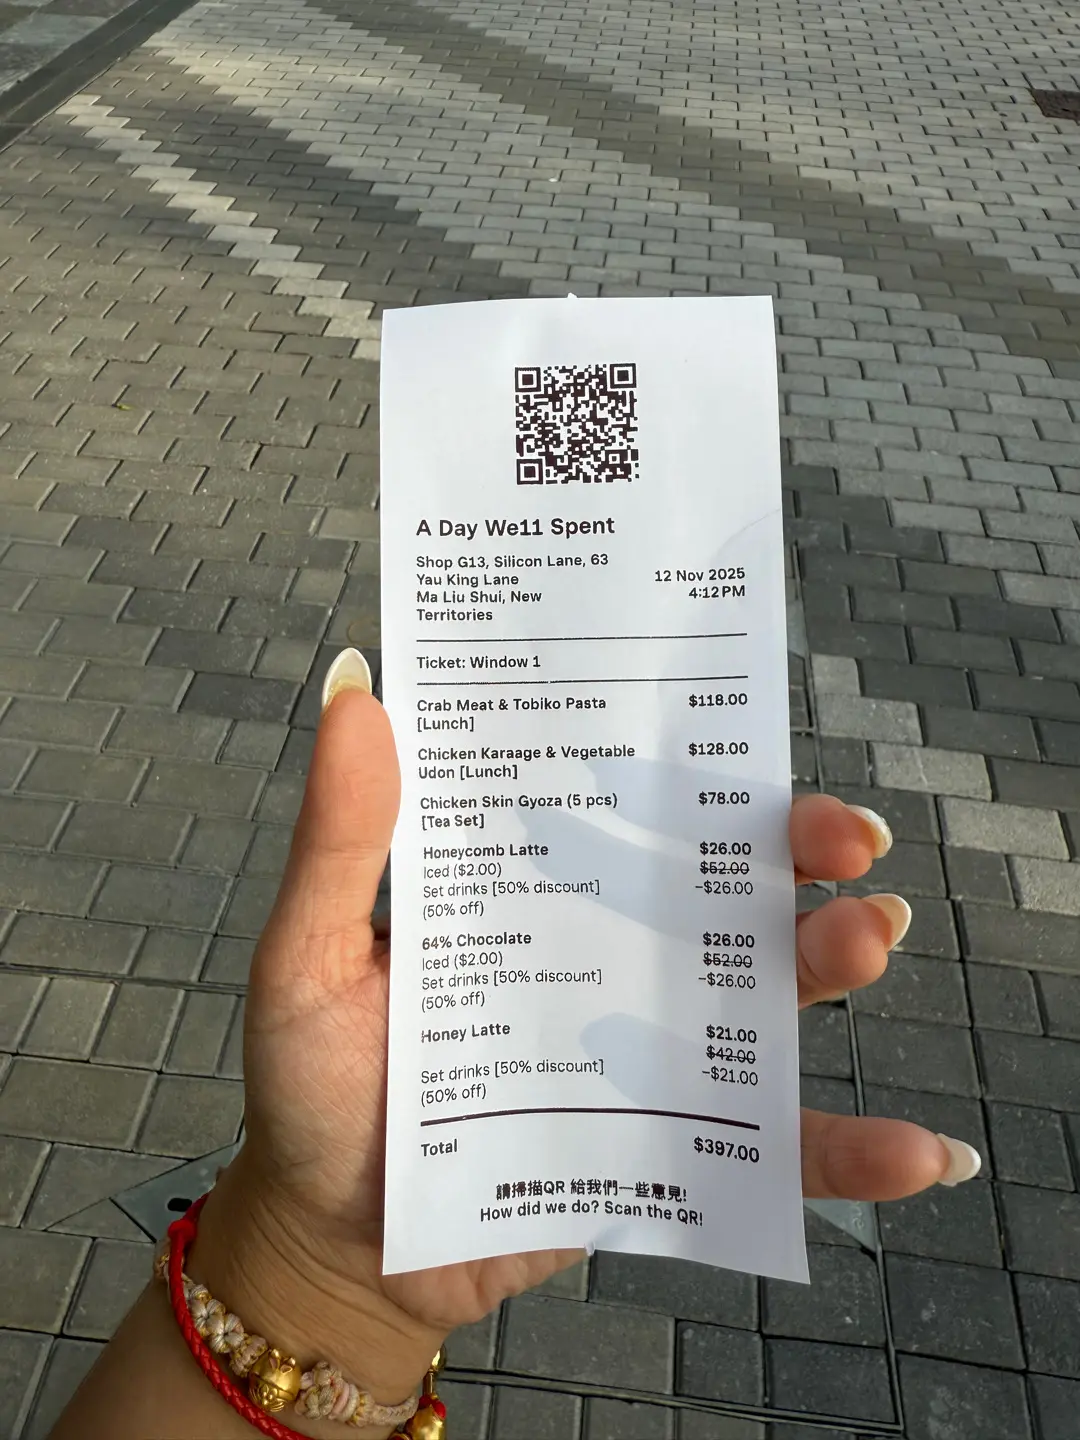 A Day We11 Spent
Shop G13, Silicon Lane, 63
Yau King Lane
Ma Liu Shui, New
Territories
12 Nov 2025
4:12 PM
Ticket: Window 1
Crab Meat & Tobiko Pasta $118.00
[Lunch]
Chicken Karaage & Vegetable $128.00
Udon [Lunch]
Chicken Skin Gyoza (5 pcs) $78.00
[Tea Set]
Honeycomb Latte $26.00
Iced ($2.00) $52.00
Set drinks [50% discount] -$26.00
(50% off)
64% Chocolate $26.00
Iced ($2.00) $52.00
Set drinks [50% discount] -$26.00
(50% off)
Honey Latte $21.00
$42.00
Set drinks [50% discount] -$21.00
(50% off)
Total $397.00
請掃描QR 給我們一些意見!
How did we do? Scan the QR!